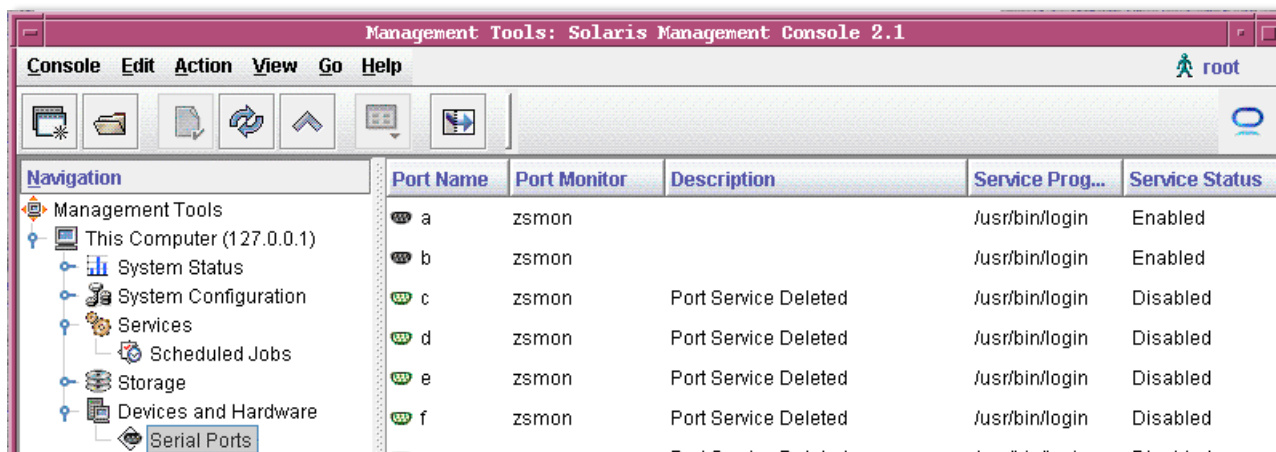 Management Tools: Solaris Management Console 2.1
Console Edit Action View Go Help
root
Navigation
Management Tools
This Computer (127.0.0.1)
System Status
System Configuration
Services
Scheduled Jobs
Storage
Devices and Hardware
Serial Ports
Port Name Port Monitor Description Service Prog... Service Status
a zsmon /usr/bin/login Enabled
b zsmon /usr/bin/login Enabled
c zsmon Port Service Deleted /usr/bin/login Disabled
d zsmon Port Service Deleted /usr/bin/login Disabled
e zsmon Port Service Deleted /usr/bin/login Disabled
f zsmon Port Service Deleted /usr/bin/login Disabled